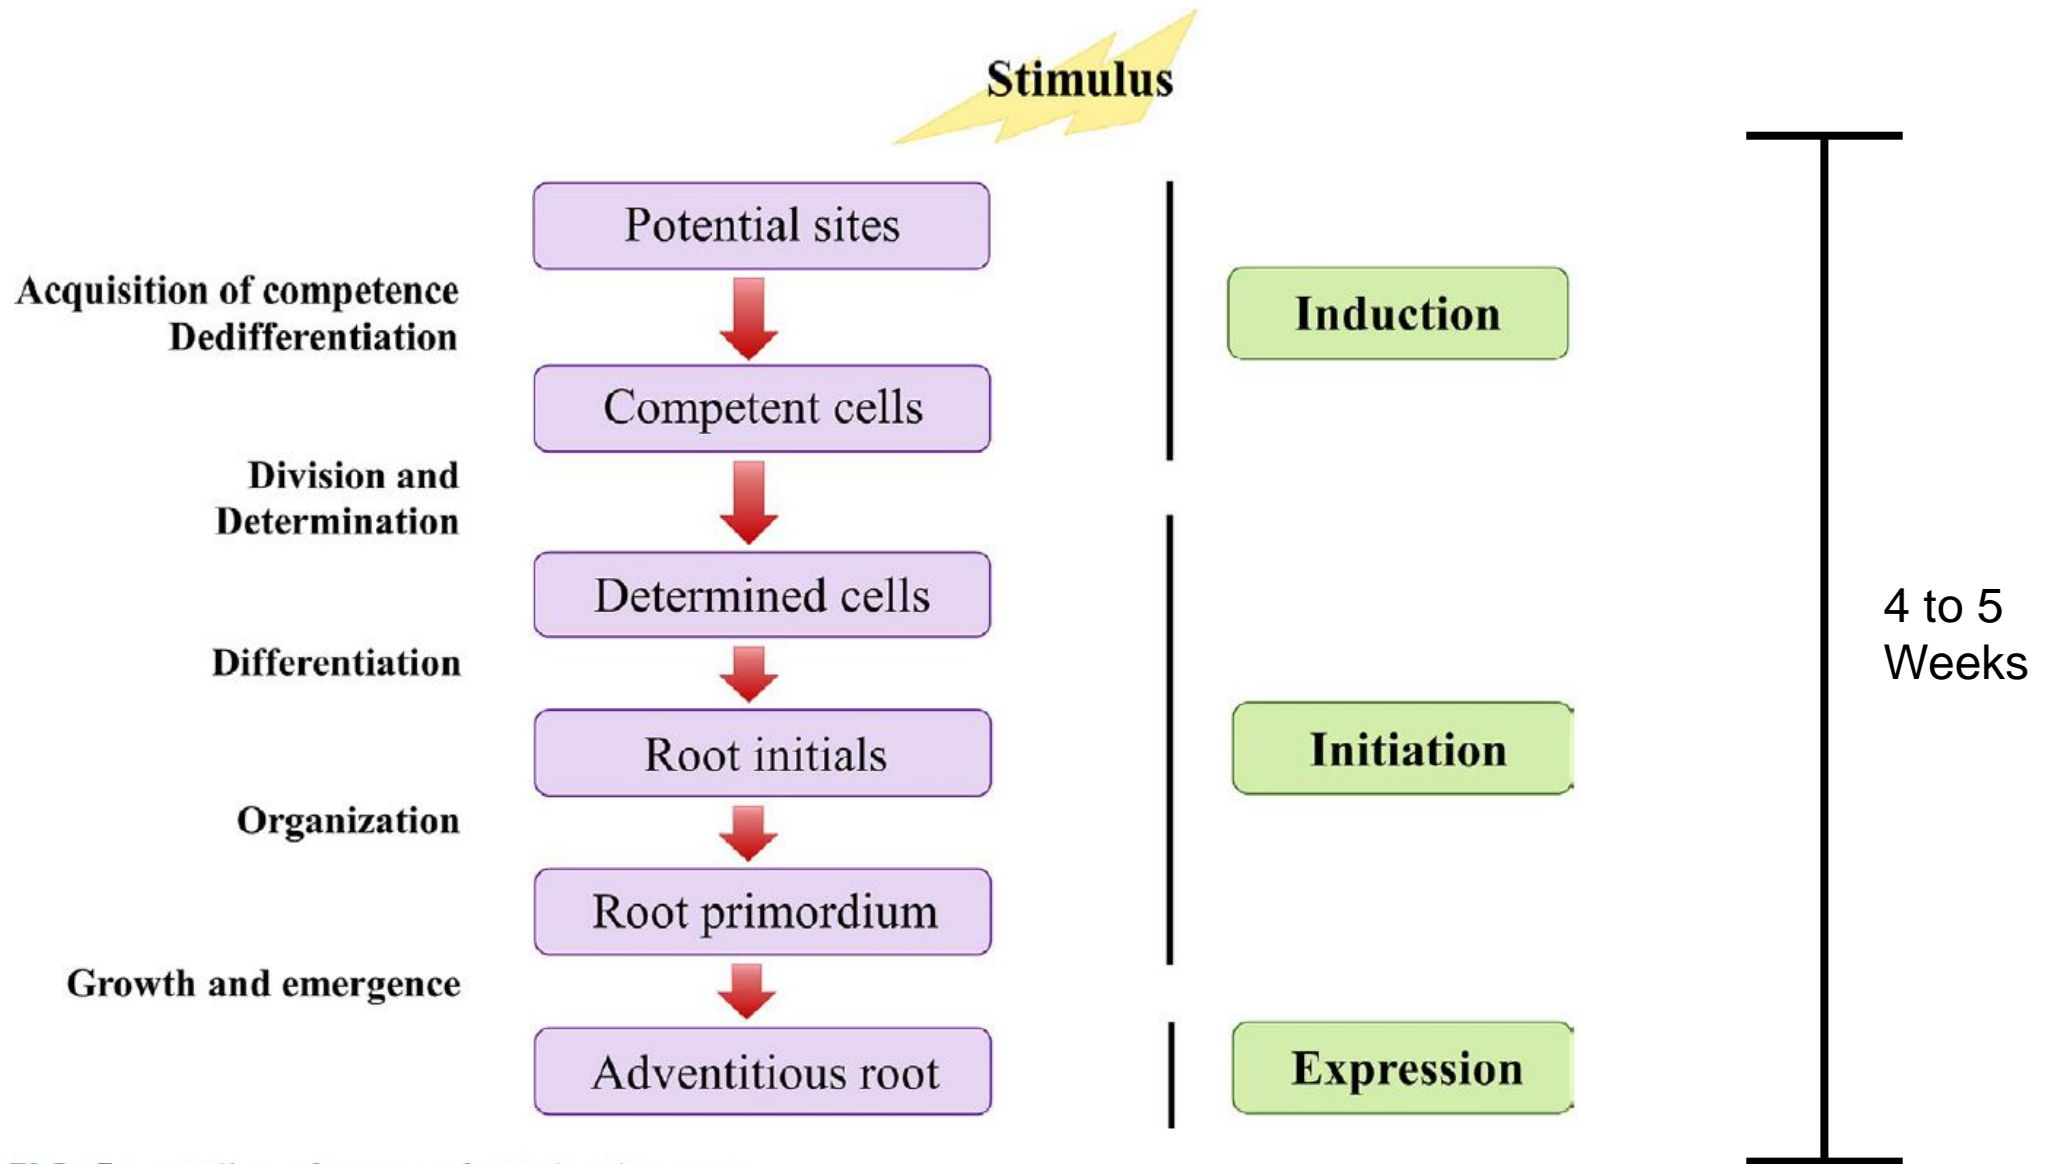 Stimulus
Potential sites
Acquisition of competence
Dedifferentiation
Induction
Competent cells
Division and
Determination
Determined cells
4 to 5
Weeks
Differentiation
Root initials
Initiation
Organization
Root primordium
Growth and emergence
Adventitious root
Expression